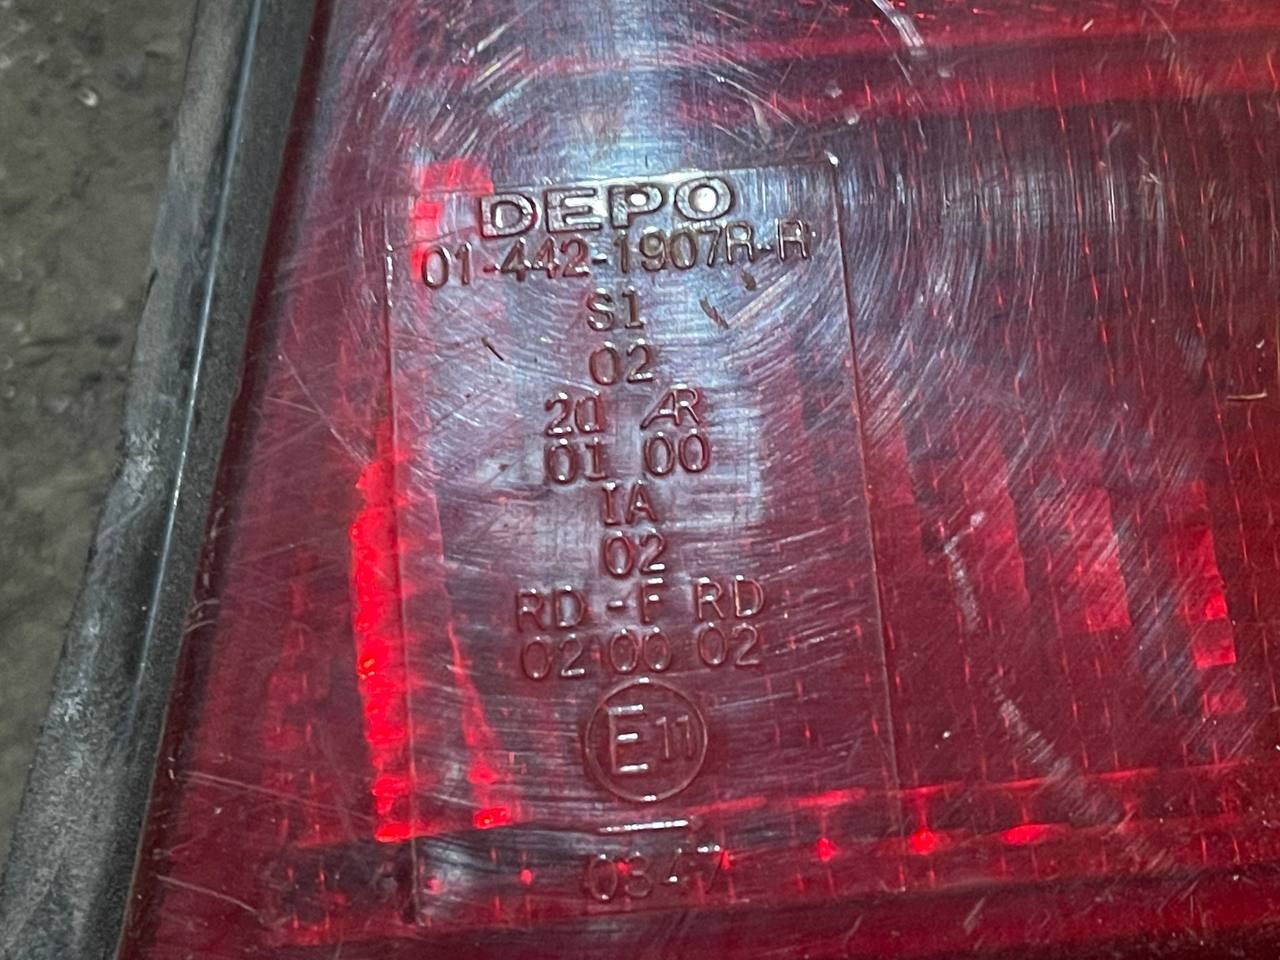 DEPO
01-442-1907R-R
S1
02
2a AR
01 00
IA
02
RD -F RD
02 00 02
E11
0347